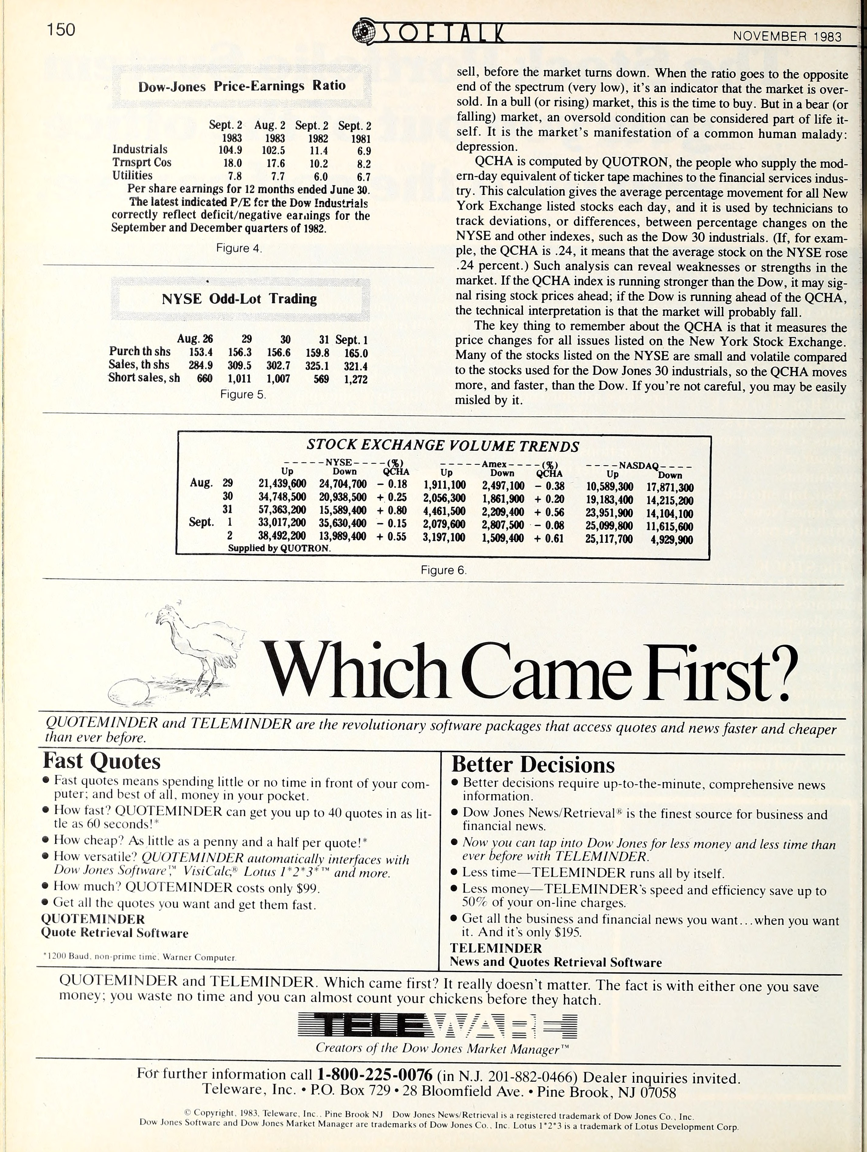 150
SOFTALK
NOVEMBER 1983
Dow-Jones Price-Earnings Ratio
Sept. 2 Aug. 2 Sept. 2 Sept. 2
1983 1983 1982 1981
Industrials 104.9 102.5 11.4 6.9
Trnsprt Cos 18.0 17.6 10.2 8.2
Utilities 7.8 7.7 6.0 6.7
Per share earnings for 12 months ended June 30.
The latest indicated P/E for the Dow Industrials
correctly reflect deficit/negative earnings for the
September and December quarters of 1982.
Figure 4.
NYSE Odd-Lot Trading
Aug. 26 29 30 31 Sept. 1
Purch th shs 153.4 156.3 156.6 159.8 165.0
Sales, th shs 284.9 309.5 302.7 325.1 321.4
Short sales, sh 660 1,011 1,007 569 1,272
Figure 5.
sell, before the market turns down. When the ratio goes to the opposite
end of the spectrum (very low), it's an indicator that the market is over-
sold. In a bull (or rising) market, this is the time to buy. But in a bear (or
falling) market, an oversold condition can be considered part of life it-
self. It is the market's manifestation of a common human malady:
depression.
QCHA is computed by QUOTRON, the people who supply the mod-
ern-day equivalent of ticker tape machines to the financial services indus-
try. This calculation gives the average percentage movement for all New
York Exchange listed stocks each day, and it is used by technicians to
track deviations, or differences, between percentage changes on the
NYSE and other indexes, such as the Dow 30 industrials. (If, for exam-
ple, the QCHA is .24, it means that the average stock on the NYSE rose
.24 percent.) Such analysis can reveal weaknesses or strengths in the
market. If the QCHA index is running stronger than the Dow, it may sig-
nal rising stock prices ahead; if the Dow is running ahead of the QCHA,
the technical interpretation is that the market will probably fall.
The key thing to remember about the QCHA is that it measures the
price changes for all issues listed on the New York Stock Exchange.
Many of the stocks listed on the NYSE are small and volatile compared
to the stocks used for the Dow Jones 30 industrials, so the QCHA moves
more, and faster, than the Dow. If you're not careful, you may be easily
misled by it.
STOCK EXCHANGE VOLUME TRENDS
-----NYSE----(%) -----Amex----(%) ----NASDAQ----
Up Down QCHA Up Down QCHA Up Down
Aug. 29 21,439,600 24,704,700 - 0.18 1,911,100 2,497,100 - 0.38 10,589,300 17,871,300
30 34,748,500 20,938,500 + 0.25 2,056,300 1,861,900 + 0.20 19,183,400 14,215,200
31 57,363,200 15,589,400 + 0.80 4,461,500 2,209,400 + 0.56 23,951,900 14,104,100
Sept. 1 33,017,200 35,630,400 - 0.15 2,079,600 2,807,500 - 0.08 25,099,800 11,615,600
2 38,492,200 13,989,400 + 0.55 3,197,100 1,509,400 + 0.61 25,117,700 4,929,900
Supplied by QUOTRON.
Figure 6.
Which Came First?
QUOTEMINDER and TELEMINDER are the revolutionary software packages that access quotes and news faster and cheaper
than ever before.
Fast Quotes
• Fast quotes means spending little or no time in front of your com-
puter; and best of all, money in your pocket.
• How fast? QUOTEMINDER can get you up to 40 quotes in as lit-
tle as 60 seconds!*
• How cheap? As little as a penny and a half per quote!*
• How versatile? QUOTEMINDER automatically interfaces with
Dow Jones Software,™ VisiCalc,® Lotus 1*2*3*™ and more.
• How much? QUOTEMINDER costs only $99.
• Get all the quotes you want and get them fast.
QUOTEMINDER
Quote Retrieval Software
*1200 Baud, non-prime time, Warner Computer.
Better Decisions
• Better decisions require up-to-the-minute, comprehensive news
information.
• Dow Jones News/Retrieval® is the finest source for business and
financial news.
• Now you can tap into Dow Jones for less money and less time than
ever before with TELEMINDER.
• Less time—TELEMINDER runs all by itself.
• Less money—TELEMINDER's speed and efficiency save up to
50% of your on-line charges.
• Get all the business and financial news you want...when you want
it. And it's only $195.
TELEMINDER
News and Quotes Retrieval Software
QUOTEMINDER and TELEMINDER. Which came first? It really doesn't matter. The fact is with either one you save
money; you waste no time and you can almost count your chickens before they hatch.
TELEWARE
Creators of the Dow Jones Market Manager™
For further information call 1-800-225-0076 (in N.J. 201-882-0466) Dealer inquiries invited.
Teleware, Inc. • P.O. Box 729 • 28 Bloomfield Ave. • Pine Brook, NJ 07058
© Copyright, 1983, Teleware, Inc., Pine Brook NJ Dow Jones News/Retrieval is a registered trademark of Dow Jones Co., Inc.
Dow Jones Software and Dow Jones Market Manager are trademarks of Dow Jones Co., Inc. Lotus 1*2*3 is a trademark of Lotus Development Corp.